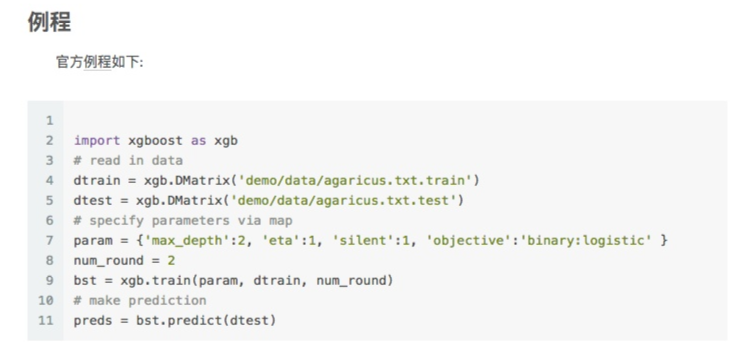 例程
官方例程如下:
1
2 import xgboost as xgb
3 # read in data
4 dtrain = xgb.DMatrix('demo/data/agaricus.txt.train')
5 dtest = xgb.DMatrix('demo/data/agaricus.txt.test')
6 # specify parameters via map
7 param = {'max_depth':2, 'eta':1, 'silent':1, 'objective':'binary:logistic' }
8 num_round = 2
9 bst = xgb.train(param, dtrain, num_round)
10 # make prediction
11 preds = bst.predict(dtest)